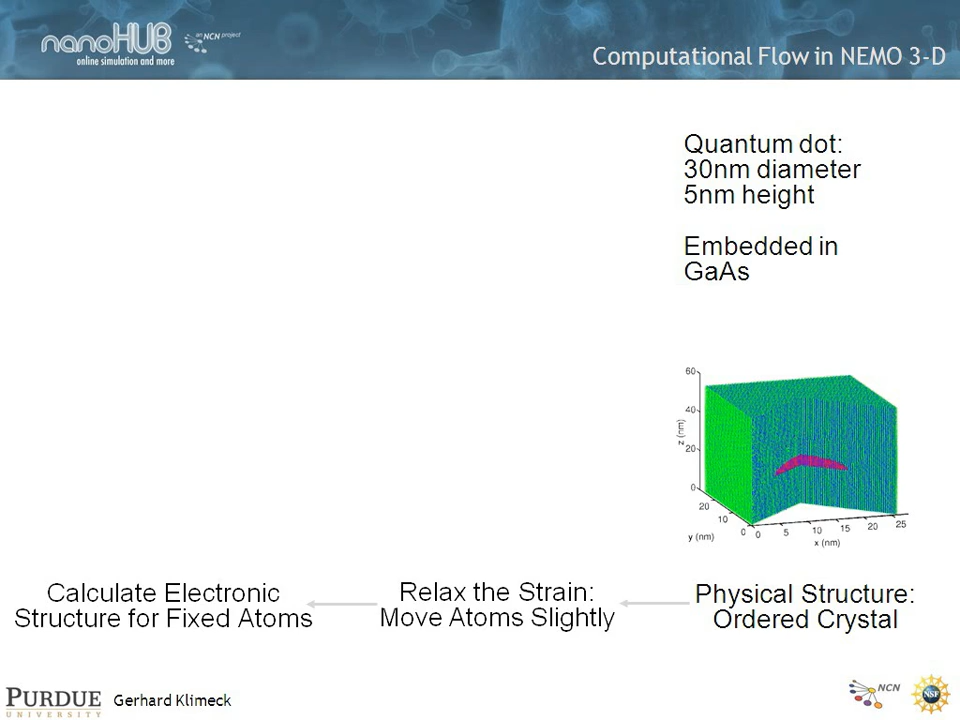 nanoHUB
an NCN project
online simulation and more
Computational Flow in NEMO 3-D
Quantum dot:
30nm diameter
5nm height
Embedded in
GaAs
60
40
20
0
z (nm)
20
10
0
y (nm)
0
5
10
15
20
25
x (nm)
Calculate Electronic
Structure for Fixed Atoms
Relax the Strain:
Move Atoms Slightly
Physical Structure:
Ordered Crystal
PURDUE
UNIVERSITY
Gerhard Klimeck
NCN
NSF